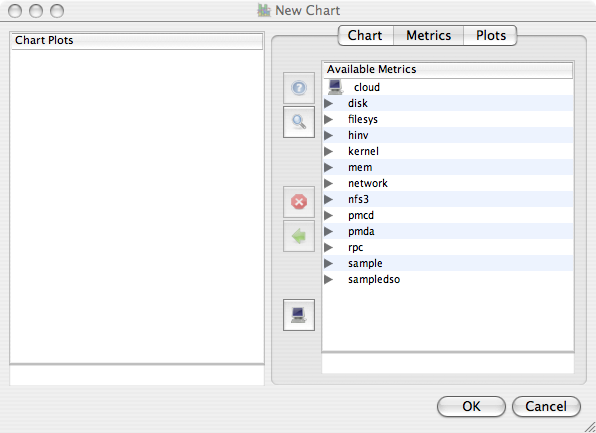 New Chart
Chart Plots
Chart Metrics Plots
Available Metrics
cloud
disk
filesys
hinv
kernel
mem
network
nfs3
pmcd
pmda
rpc
sample
sampledso
OK Cancel